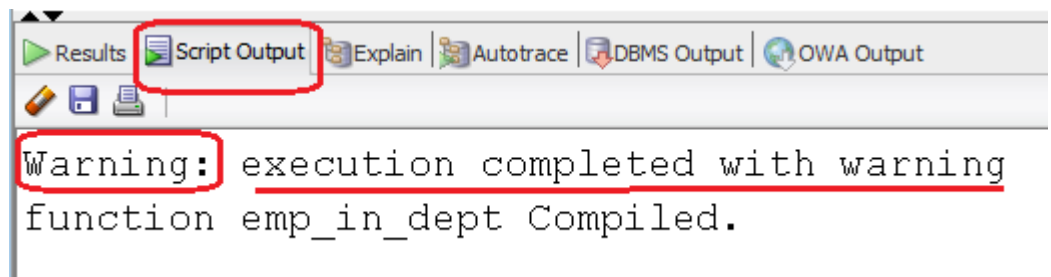 Results Script Output Explain Autotrace DBMS Output OWA Output
Warning: execution completed with warning
function emp_in_dept Compiled.